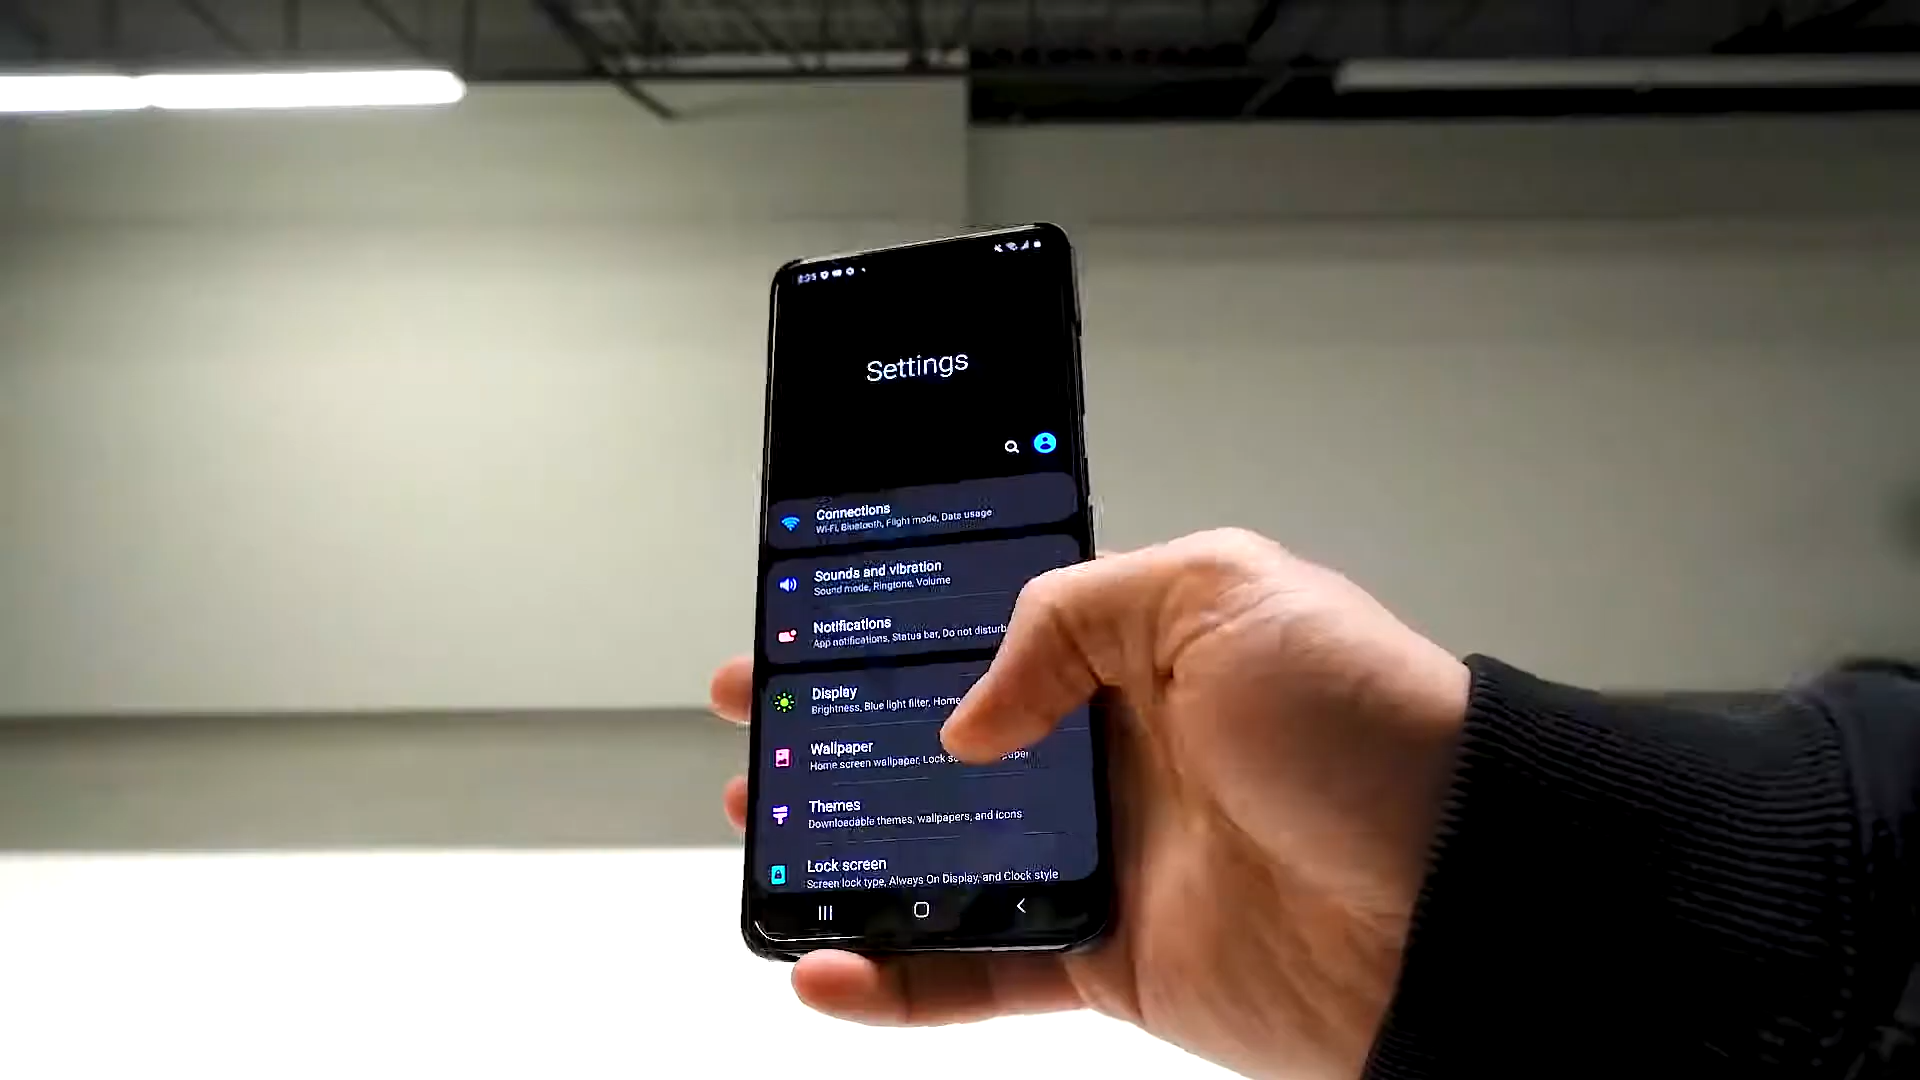 Settings
Connections
Wi-Fi, Bluetooth, Flight mode, Data usage
Sounds and vibration
Sound mode, Ringtone, Volume
Notifications
App notifications, Status bar, Do not disturb
Display
Brightness, Blue light filter, Home
Wallpaper
Home screen wallpaper, Lock
Themes
Downloadable themes, wallpapers, and icons
Lock screen
Screen lock type, Always On Display, and Clock style